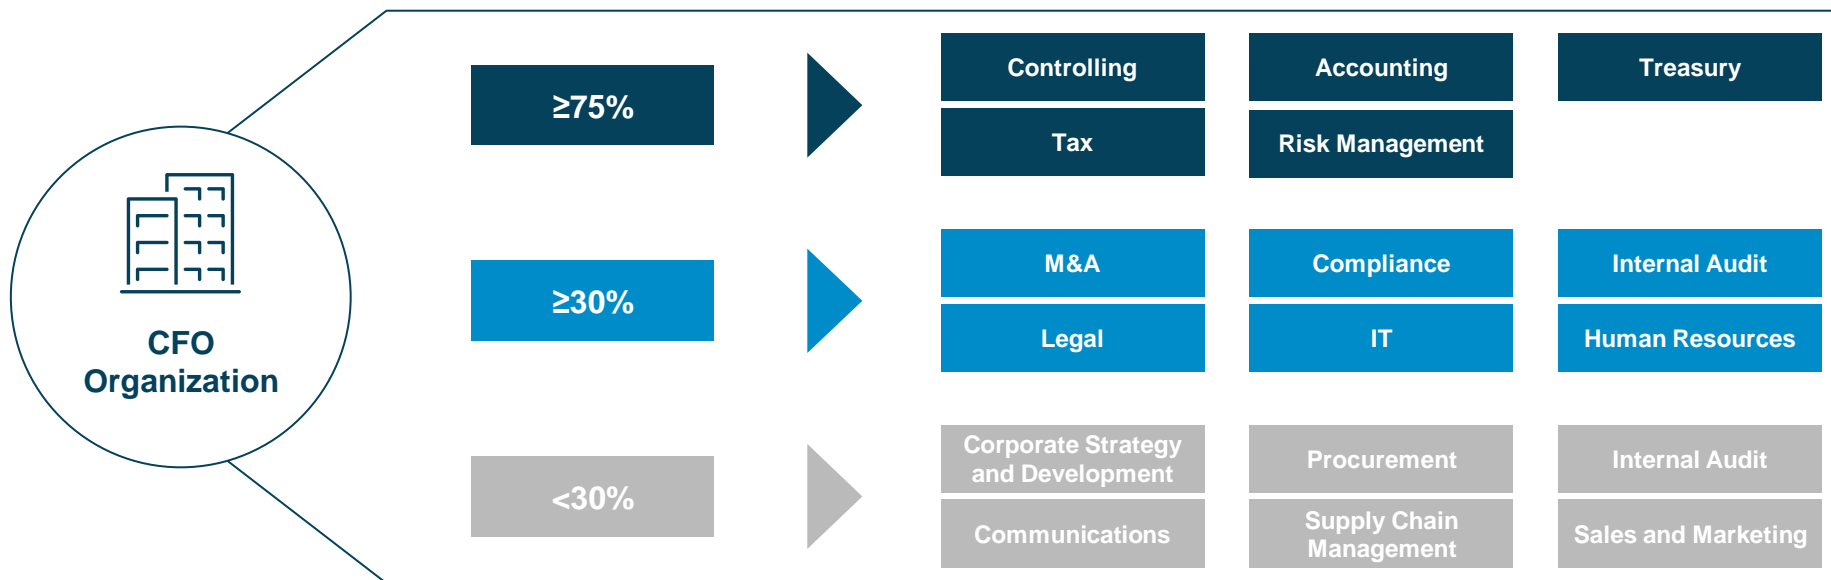 CFO
Organization
≥75%
Controlling
Accounting
Treasury
Tax
Risk Management
≥30%
M&A
Compliance
Internal Audit
Legal
IT
Human Resources
<30%
Corporate Strategy
and Development
Procurement
Internal Audit
Communications
Supply Chain
Management
Sales and Marketing